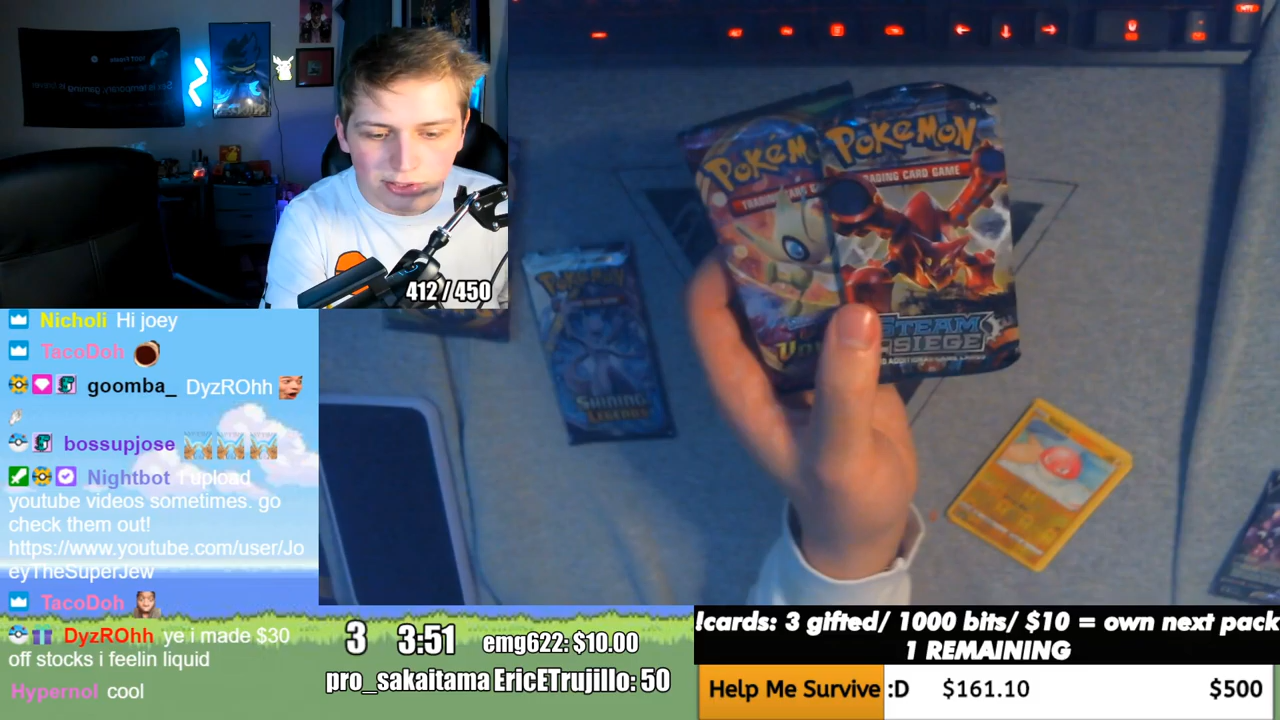 412 / 450
POKéMON
TRADING CARD G
POKéMON
TRADING CARD GAME
STEAM
SIEGE
POKéMON
SHINING
LEGENDS
Nicholi Hi joey
TacoDoh
goomba_ DyzROhh
bossupjose
Nightbot I upload
youtube videos sometimes. go
check them out!
https://www.youtube.com/user/Jo
eyTheSuperJew
TacoDoh
DyzROhh ye i made $30
off stocks i feelin liquid
Hypernol cool
3 3:51 emg622: $10.00
pro_sakaitama EricETrujillo: 50
!cards: 3 gifted/ 1000 bits/ $10 = own next pack
1 REMAINING
Help Me Survive :D $161.10 $500